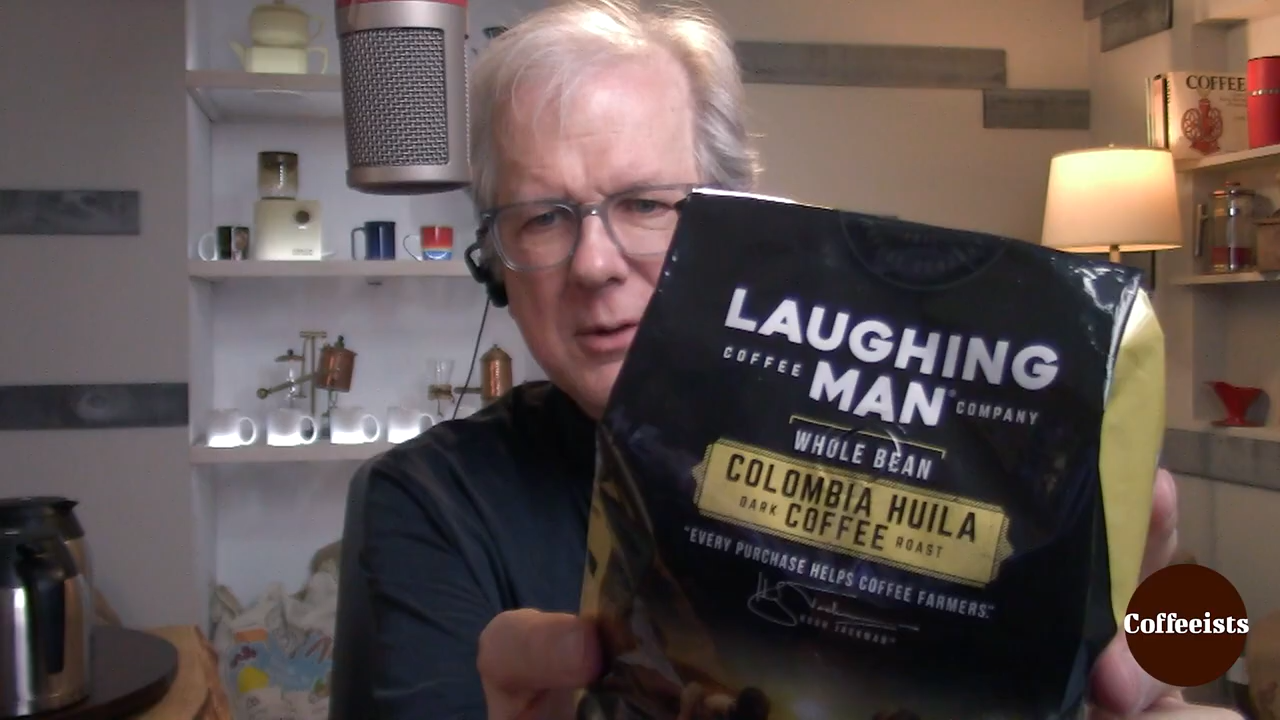 COFFEE
LAUGHING
COFFEE MAN® COMPANY
WHOLE BEAN
COLOMBIA HUILA
DARK COFFEE ROAST
"EVERY PURCHASE HELPS COFFEE FARMERS."
Coffeeists